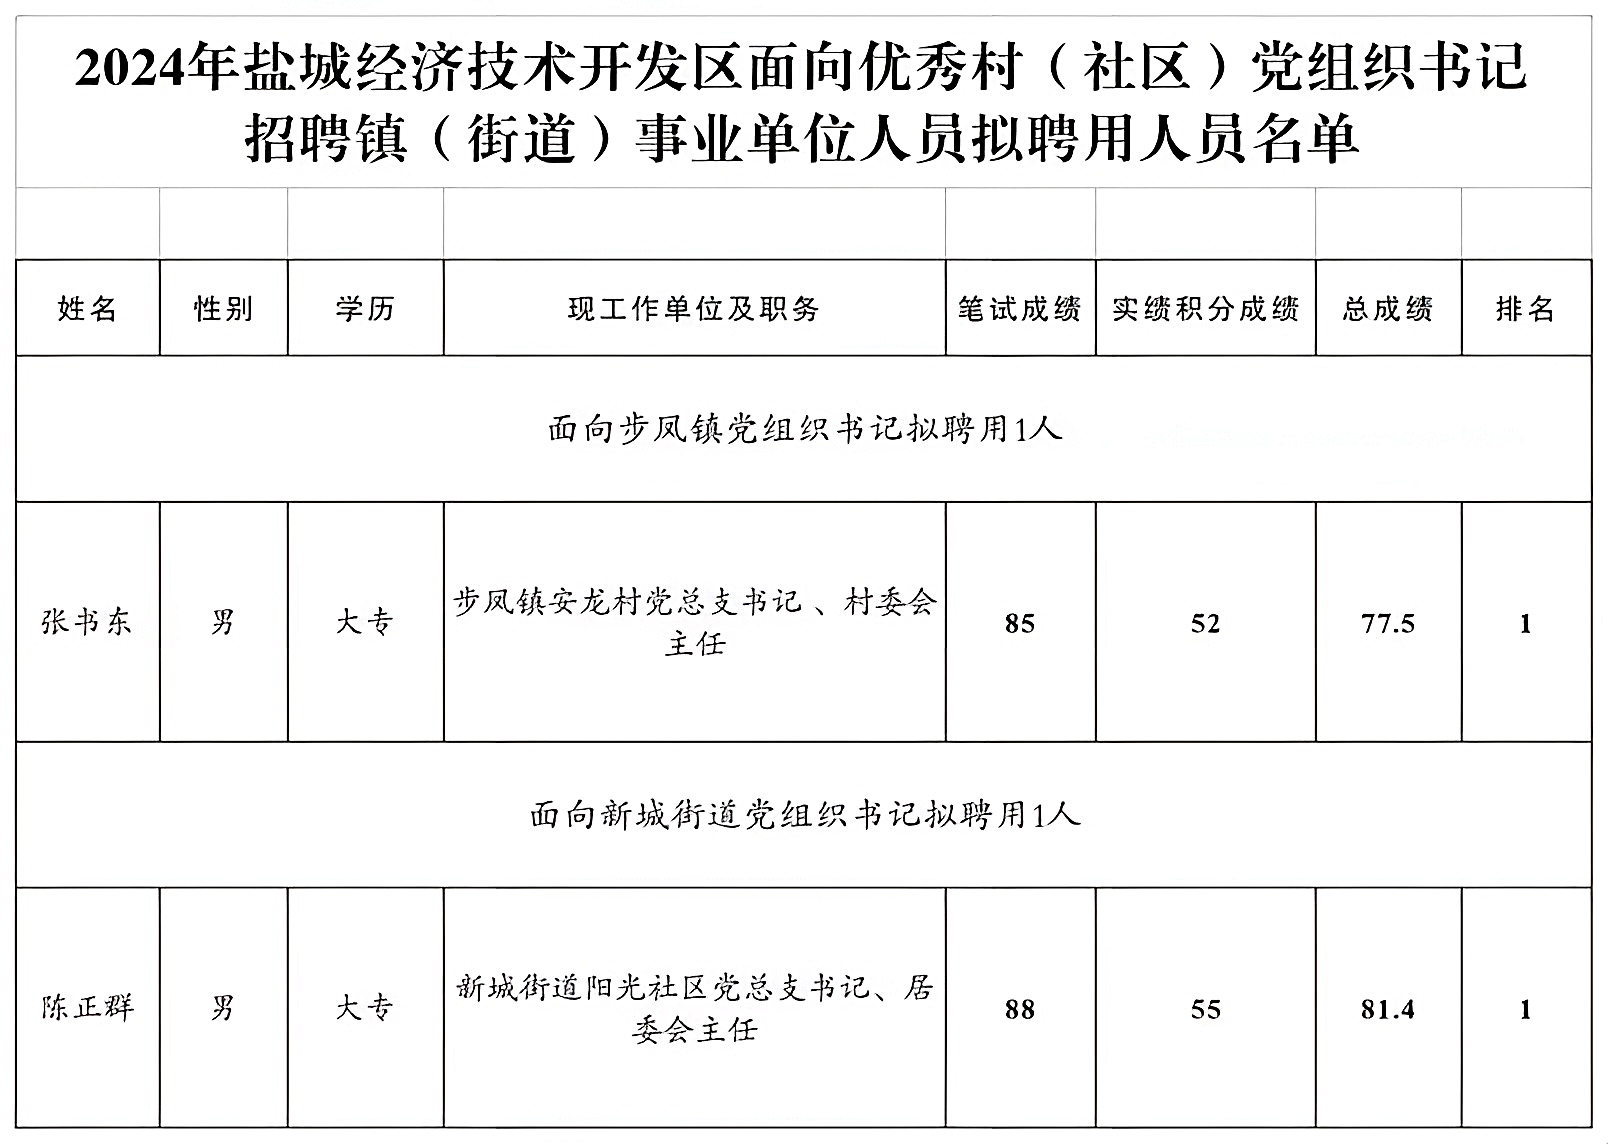 2024年盐城经济技术开发区面向优秀村（社区）党组织书记
招聘镇（街道）事业单位人员拟聘用人员名单
姓名 性别 学历 现工作单位及职务 笔试成绩 实绩积分成绩 总成绩 排名
面向步凤镇党组织书记拟聘用1人
张书东 男 大专 步凤镇安龙村党总支书记 、村委会
主任 85 52 77.5 1
面向新城街道党组织书记拟聘用1人
陈正群 男 大专 新城街道阳光社区党总支书记、居
委会主任 88 55 81.4 1